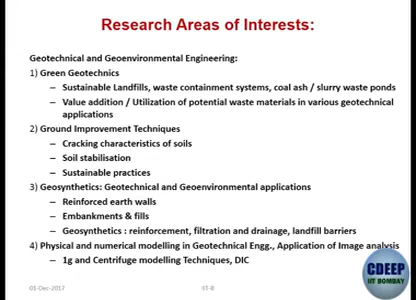 Research Areas of Interests:
Geotechnical and Geoenvironmental Engineering:
1) Green Geotechnics
– Sustainable Landfills, waste containment systems, coal ash / slurry waste ponds
– Value addition / Utilization of potential waste materials in various geotechnical
applications
2) Ground Improvement Techniques
– Cracking characteristics of soils
– Soil stabilisation
– Sustainable practices
3) Geosynthetics: Geotechnical and Geoenvironmental applications
– Reinforced earth walls
– Embankments & fills
– Geosynthetics : reinforcement, filtration and drainage, landfill barriers
4) Physical and numerical modelling in Geotechnical Engg., Application of Image analysis
– 1g and Centrifuge modelling Techniques, DIC
01-Dec-2017
IIT-B
CDEEP
IIT BOMBAY